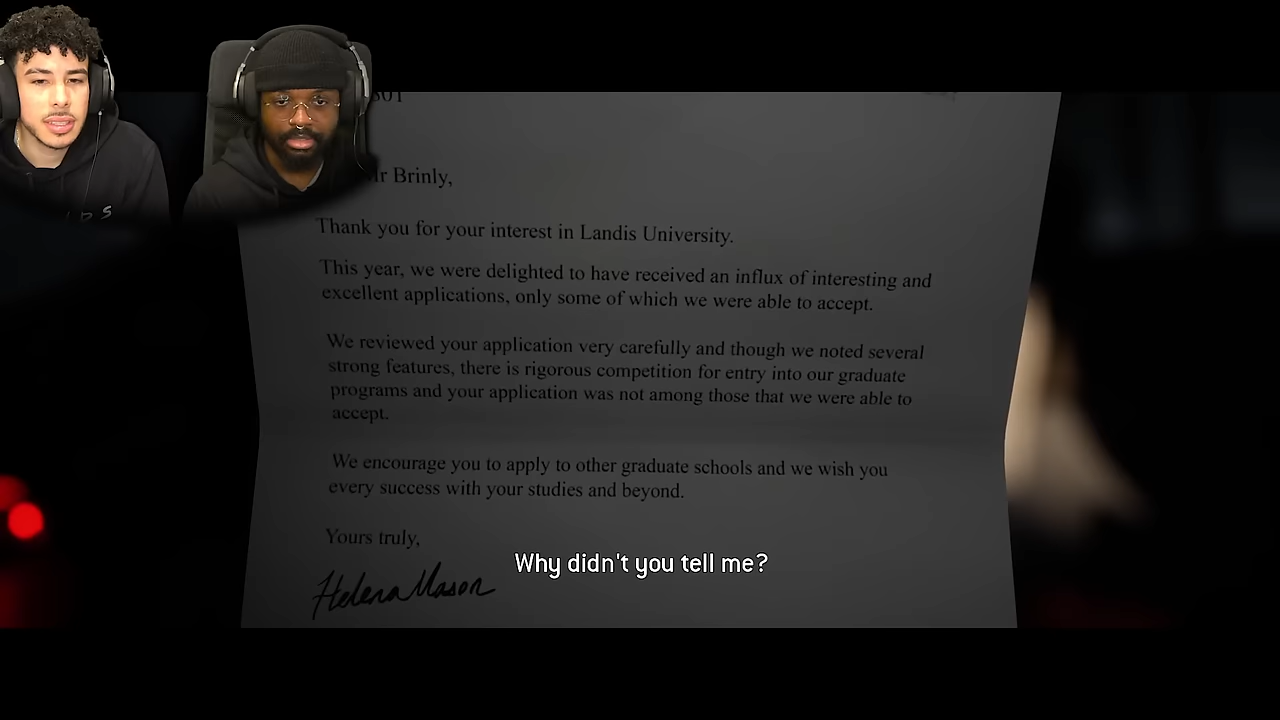 Brinly,
Thank you for your interest in Landis University.
This year, we were delighted to have received an influx of interesting and
excellent applications, only some of which we were able to accept.
We reviewed your application very carefully and though we noted several
strong features, there is rigorous competition for entry into our graduate
programs and your application was not among those that we were able to
accept.
We encourage you to apply to other graduate schools and we wish you
every success with your studies and beyond.
Yours truly,
Helena Mason
Why didn't you tell me?